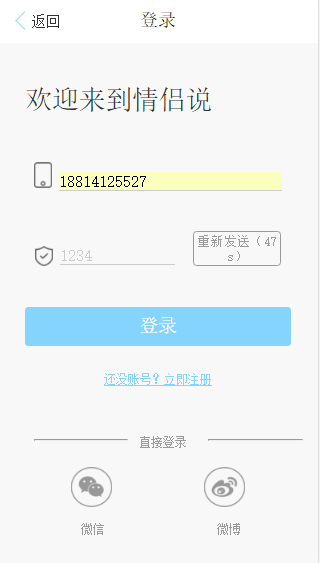 返回
登录
欢迎来到情侣说
18814125527
1234
重新发送（47
s）
登录
还没账号？立即注册
直接登录
微信
微博